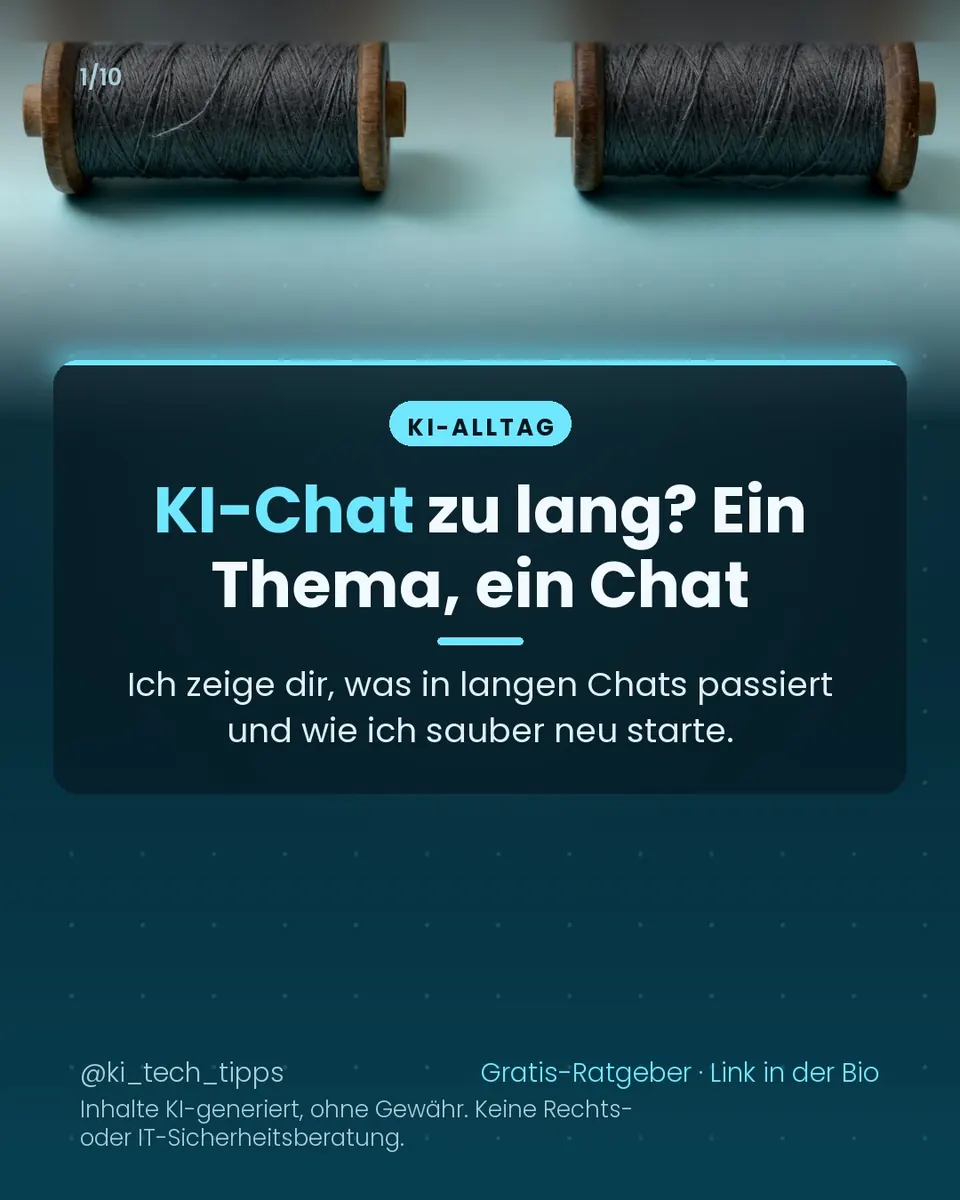 1/10
KI-ALLTAG
KI-Chat zu lang? Ein
Thema, ein Chat
Ich zeige dir, was in langen Chats passiert
und wie ich sauber neu starte.
@ki_tech_tipps
Gratis-Ratgeber · Link in der Bio
Inhalte KI-generiert, ohne Gewähr. Keine Rechts-
oder IT-Sicherheitsberatung.